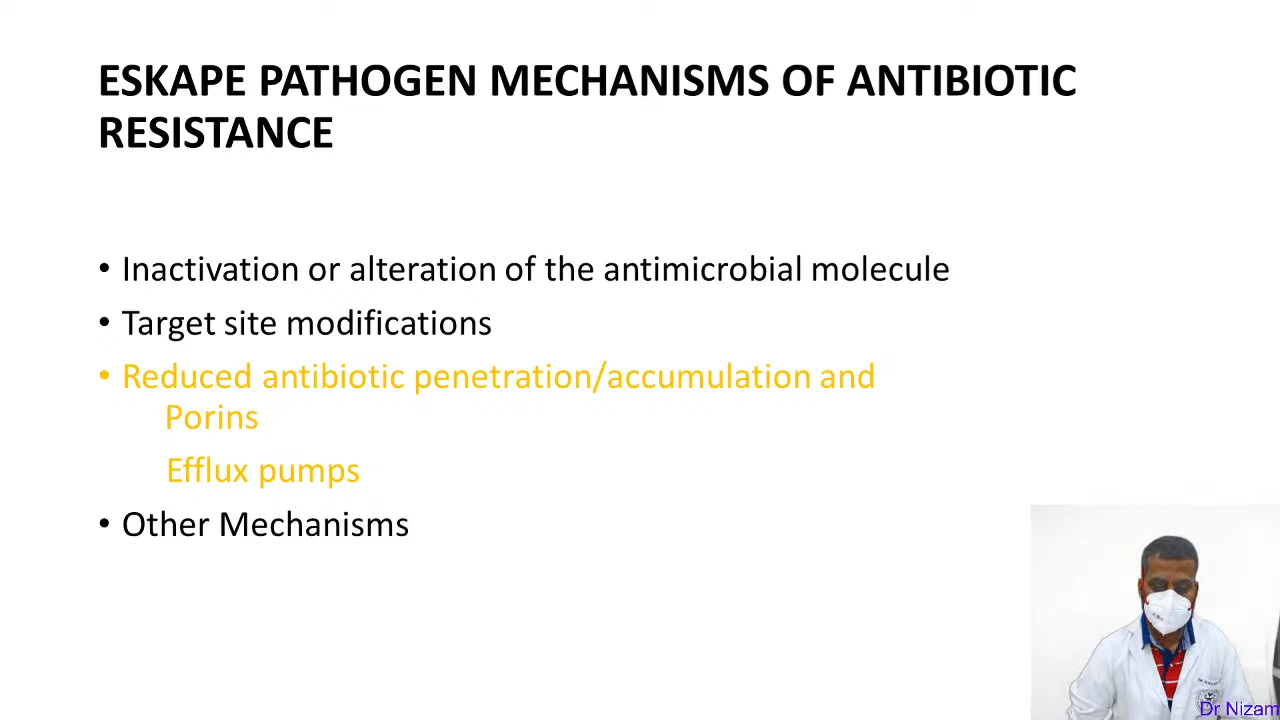 ESKAPE PATHOGEN MECHANISMS OF ANTIBIOTIC
RESISTANCE
• Inactivation or alteration of the antimicrobial molecule
• Target site modifications
• Reduced antibiotic penetration/accumulation and
Porins
Efflux pumps
• Other Mechanisms
Dr Nizam